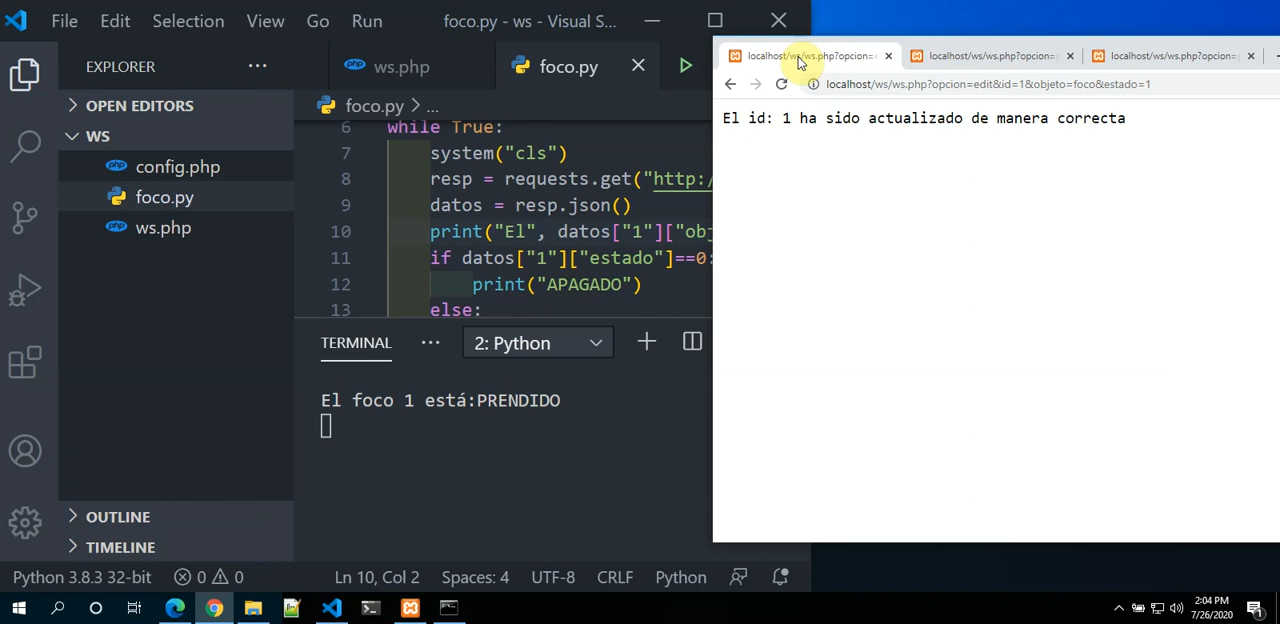 File Edit Selection View Go Run foco.py - ws - Visual S...
EXPLORER ...
OPEN EDITORS
WS
php config.php
foco.py
php ws.php
OUTLINE
TIMELINE
php ws.php
foco.py
foco.py > ...
6 while True:
7 system("cls")
8 resp = requests.get("http:/
9 datos = resp.json()
10 print("El", datos["1"]["obj
11 if datos["1"]["estado"]==0:
12 print("APAGADO")
13 else:
TERMINAL ... 2: Python
El foco 1 está:PRENDIDO
localhost/ws/ws.php?opcion=e
localhost/ws/ws.php?opcion=g
localhost/ws/ws.php?opcion=p
localhost/ws/ws.php?opcion=edit&id=1&objeto=foco&estado=1
El id: 1 ha sido actualizado de manera correcta
Python 3.8.3 32-bit 0 0 Ln 10, Col 2 Spaces: 4 UTF-8 CRLF Python
2:04 PM
7/26/2020
1